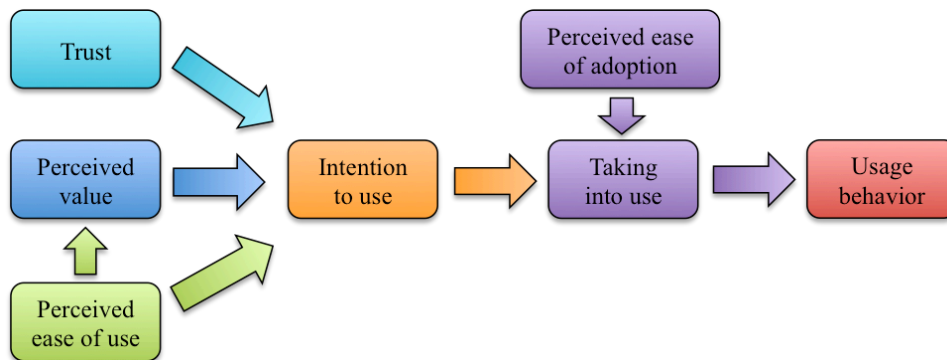 Trust
Perceived ease
of adoption
Perceived
value
Intention
to use
Taking
into use
Usage
behavior
Perceived
ease of use